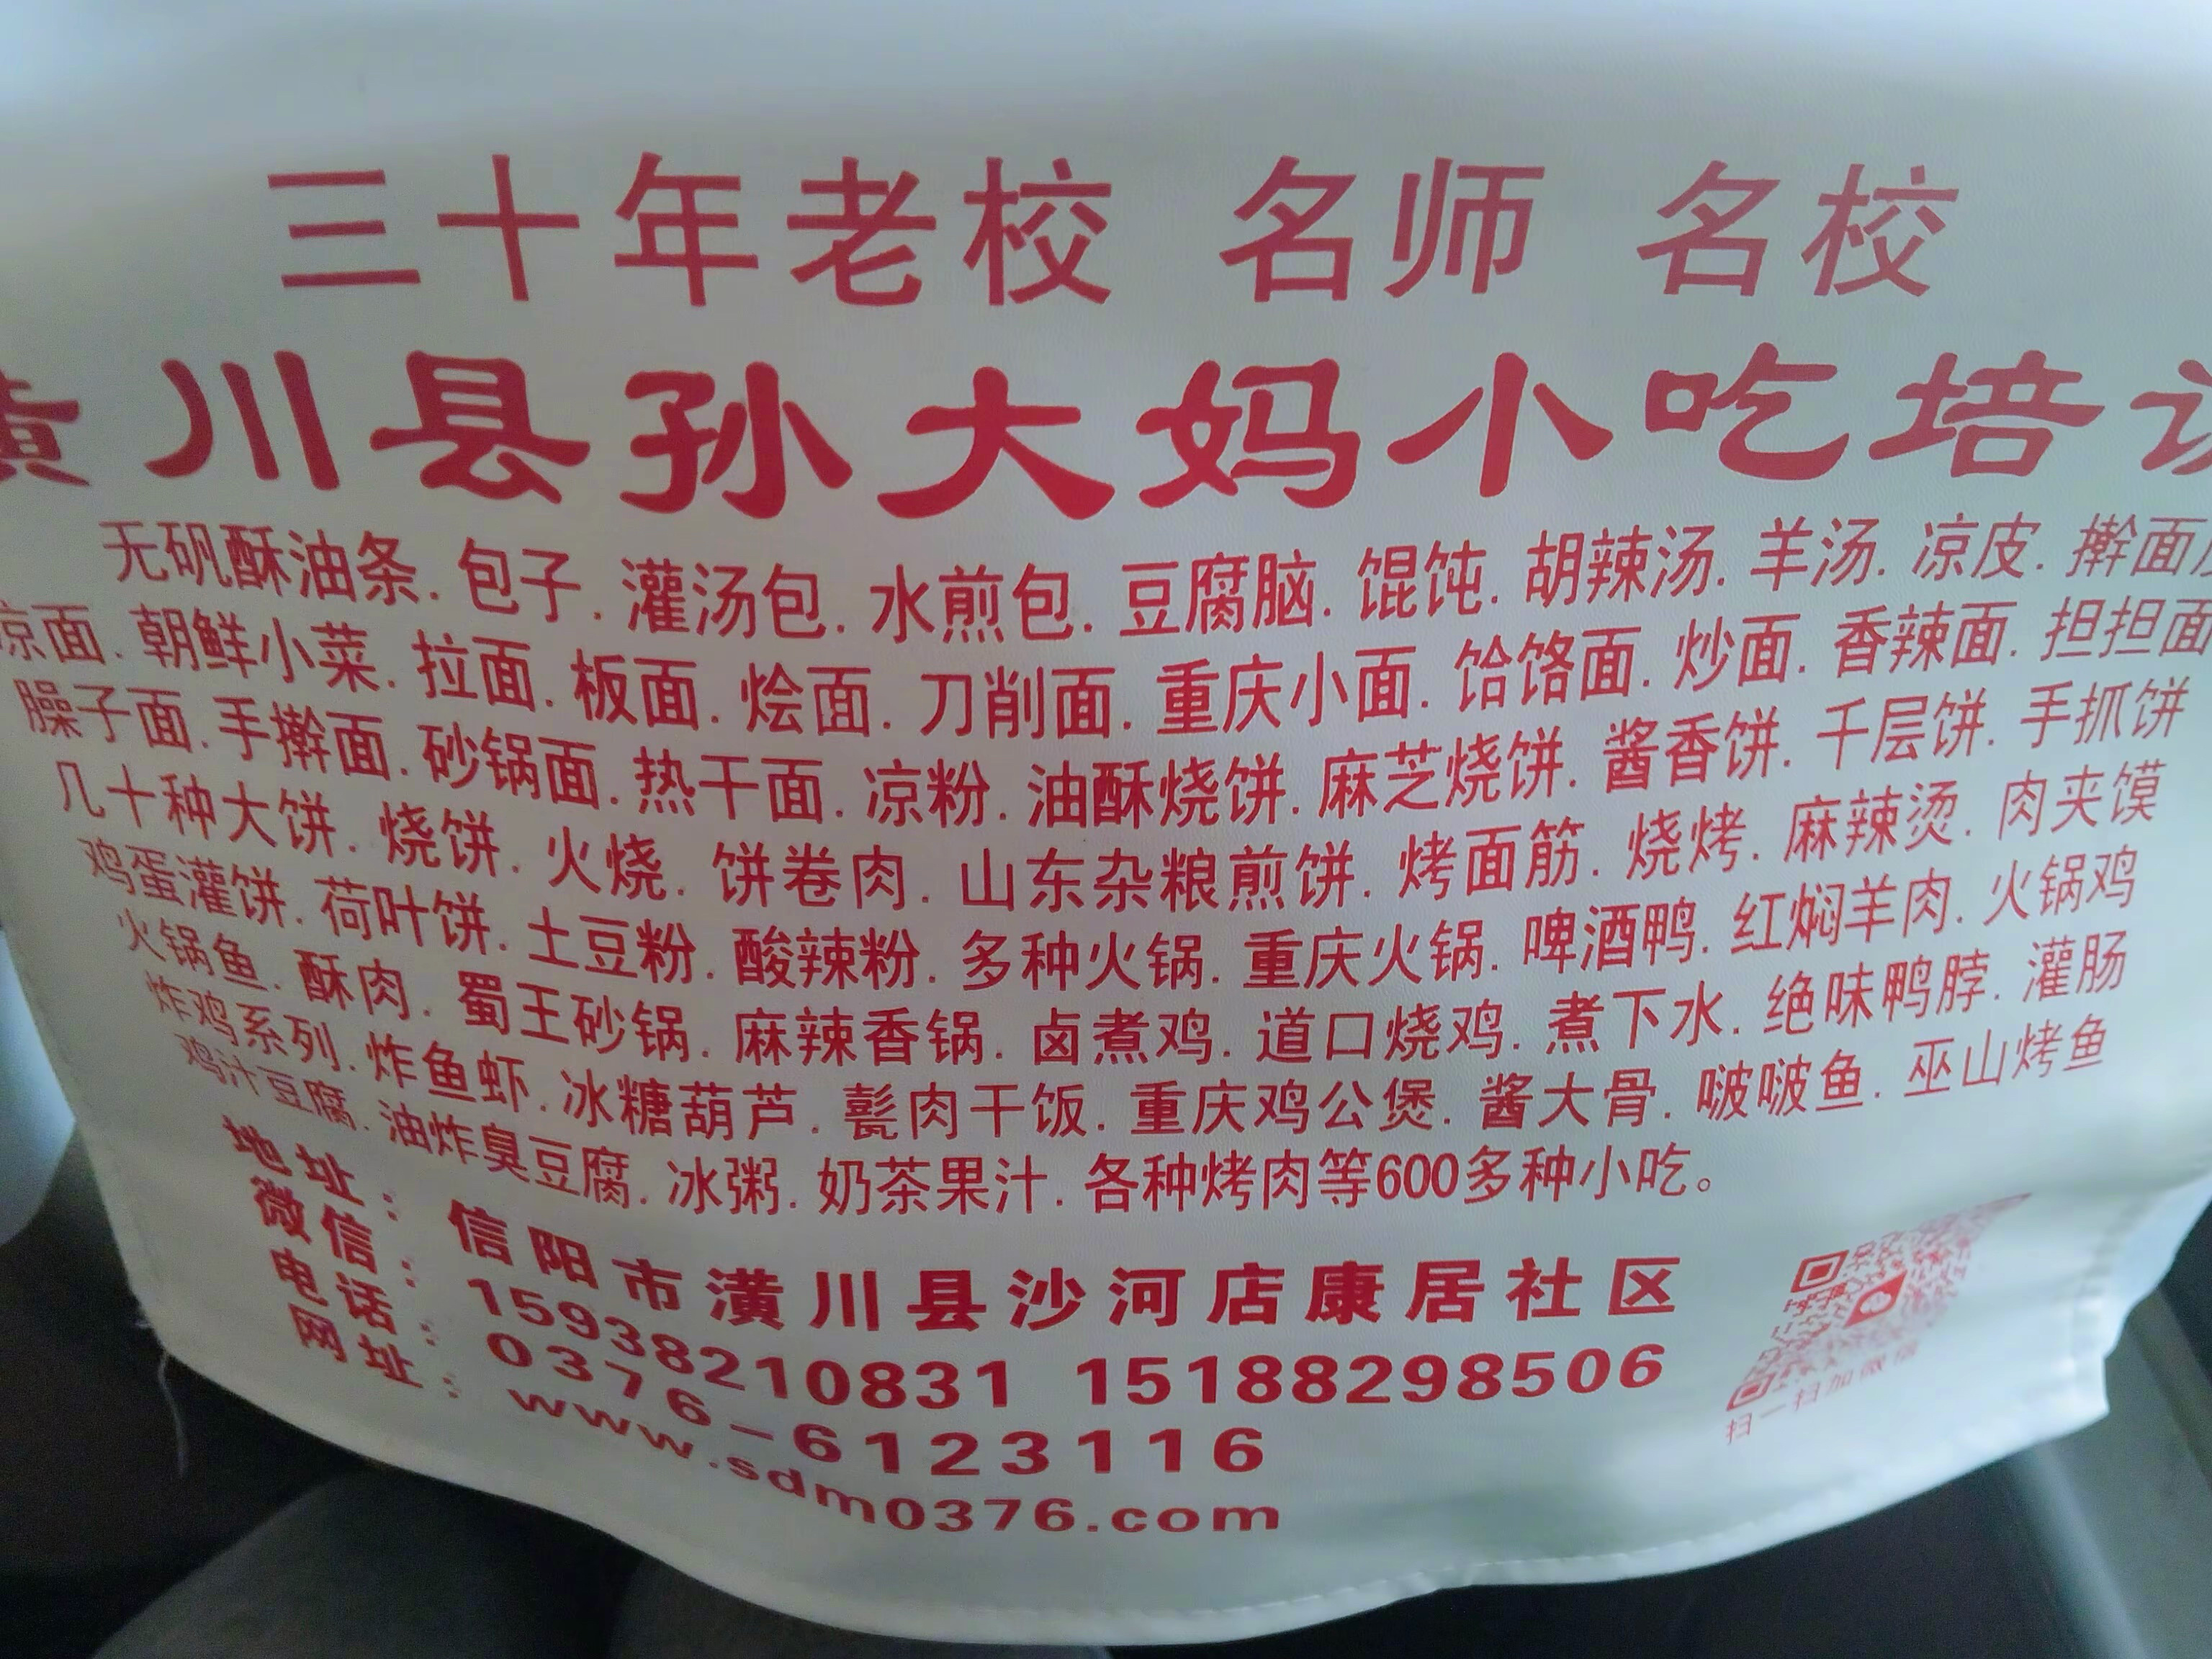 三十年老校 名师 名校
潢川县孙大妈小吃培训
无矾酥油条.包子.灌汤包.水煎包.豆腐脑.馄饨.胡辣汤.羊汤.凉皮.擀面皮
凉面.朝鲜小菜.拉面.板面.烩面.刀削面.重庆小面.饸饹面.炒面.香辣面.担担面
臊子面.手擀面.砂锅面.热干面.凉粉.油酥烧饼.麻芝烧饼.酱香饼.千层饼.手抓饼
几十种大饼.烧饼.火烧.饼卷肉.山东杂粮煎饼.烤面筋.烧烤.麻辣烫.肉夹馍
鸡蛋灌饼.荷叶饼.土豆粉.酸辣粉.多种火锅.重庆火锅.啤酒鸭.红焖羊肉.火锅鸡
火锅鱼.酥肉.蜀王砂锅.麻辣香锅.卤煮鸡.道口烧鸡.煮下水.绝味鸭脖.灌肠
炸鸡系列.炸鱼虾.冰糖葫芦.甏肉干饭.重庆鸡公煲.酱大骨.啵啵鱼.巫山烤鱼
鸡汁豆腐.油炸臭豆腐.冰粥.奶茶果汁.各种烤肉等600多种小吃。
地址：信阳市潢川县沙河店康居社区
微信：15938210831 15188298506
电话：0376-6123116
网址：www.sdm0376.com
扫一扫加微信